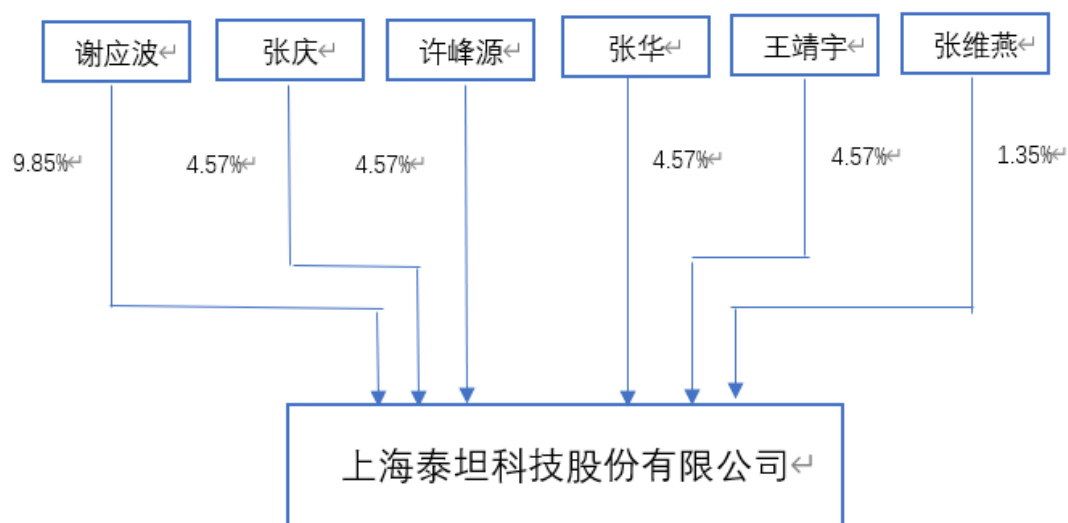 谢应波
张庆
许峰源
张华
王靖宇
张维燕
9.85%
4.57%
4.57%
4.57%
4.57%
1.35%
上海泰坦科技股份有限公司